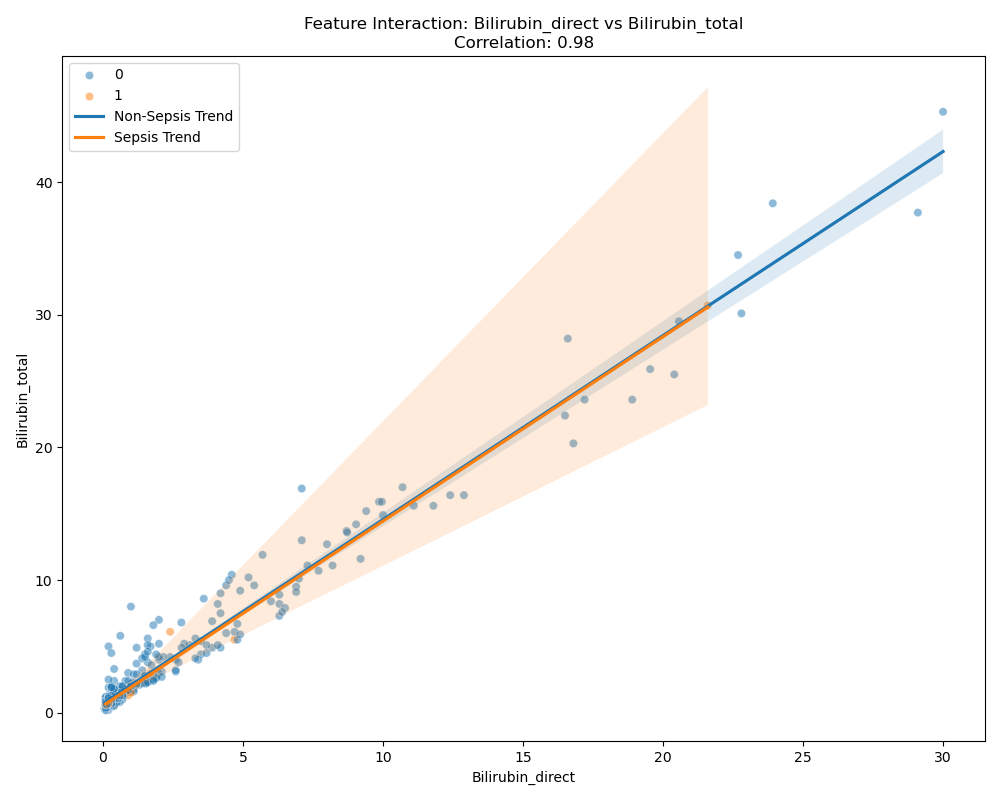 Feature Interaction: Bilirubin_direct vs Bilirubin_total
Correlation: 0.98
0
1
Non-Sepsis Trend
Sepsis Trend
Bilirubin_total
40
30
20
10
0
0 5 10 15 20 25 30
Bilirubin_direct